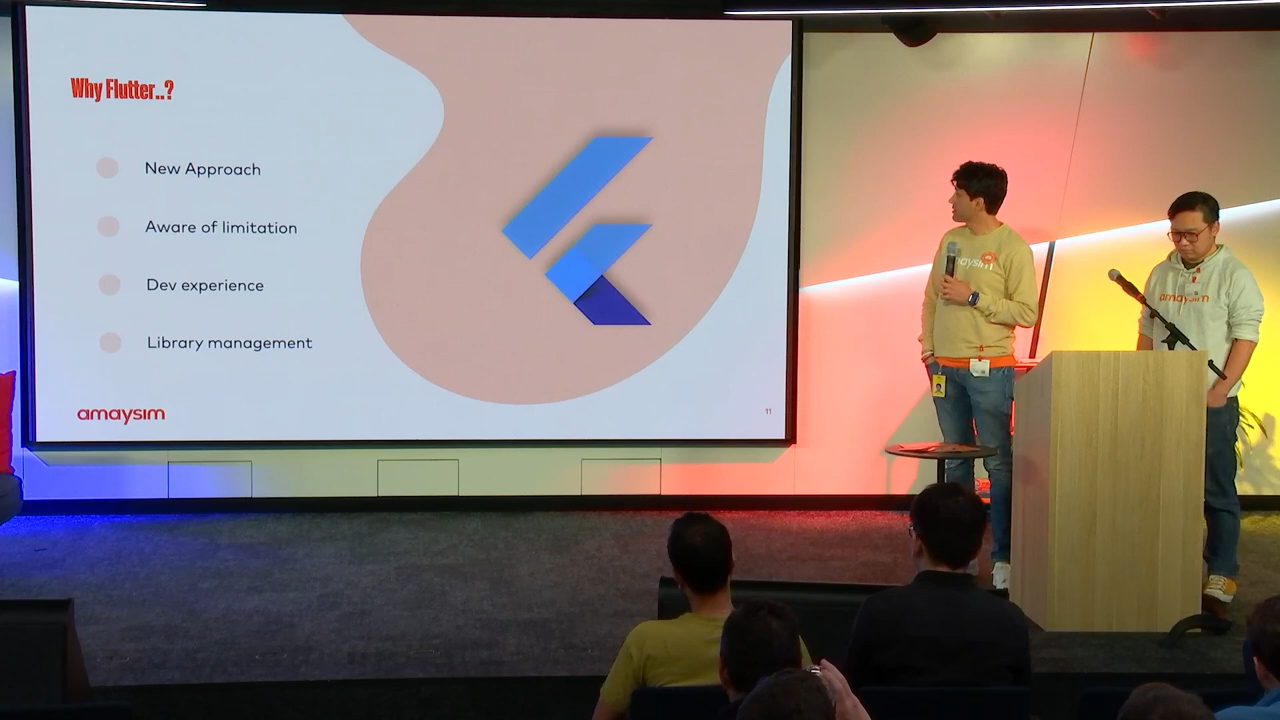 Why Flutter..?
New Approach
Aware of limitation
Dev experience
Library management
amaysim
11
amaysim
amaysim